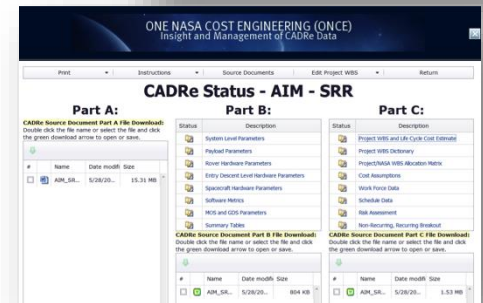 ONE NASA COST ENGINEERING (ONCE)
Insight and Management of CADRe Data
Print
Instructions
Source Documents
Edit Project WBS
Return
CADRe Status - AIM - SRR
Part A:
CADRe Source Document Part A File Download:
Double click the file name or select the file and click
the green download arrow to open or save.
# Name Date modifi Size
AIM_SR... 5/28/20... 15.31 MB
Part B:
Status Description
System Level Parameters
Payload Parameters
Rover Hardware Parameters
Entry Descent Level Hardware Parameters
Spacecraft Hardware Parameters
Software Metrics
MOS and GDS Parameters
Summary Tables
CADRe Source Document Part B File Download:
Double click the file name or select the file and click
the green download arrow to open or save.
# Name Date modifi Size
AIM_SR... 5/28/20... 804 KB
Part C:
Status Description
Project WBS and Life Cycle Cost Estimate
Project WBS Dictionary
Project/NASA WBS Allocation Matrix
Cost Assumptions
Work Force Data
Schedule Data
Risk Assessment
Non-Recurring, Recurring Breakout
CADRe Source Document Part C File Download:
Double click the file name or select the file and click
the green download arrow to open or save.
# Name Date modifi Size
AIM_SR... 5/28/20... 1.53 MB